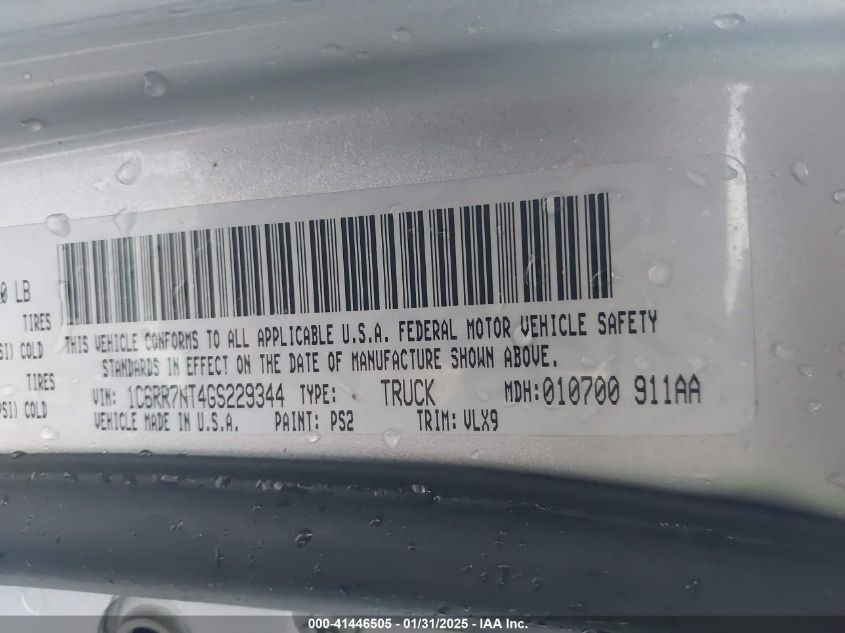 0 LB
TIRES
SI) COLD
TIRES
PSI) COLD
THIS VEHICLE CONFORMS TO ALL APPLICABLE U.S.A. FEDERAL MOTOR VEHICLE SAFETY
STANDARDS IN EFFECT ON THE DATE OF MANUFACTURE SHOWN ABOVE.
VIN: 1C6RR7NT4GS229344 TYPE: TRUCK MDH: 010700 911AA
VEHICLE MADE IN U.S.A. PAINT: PS2 TRIM: VLX9
000-41446505 - 01/31/2025 - IAA Inc.